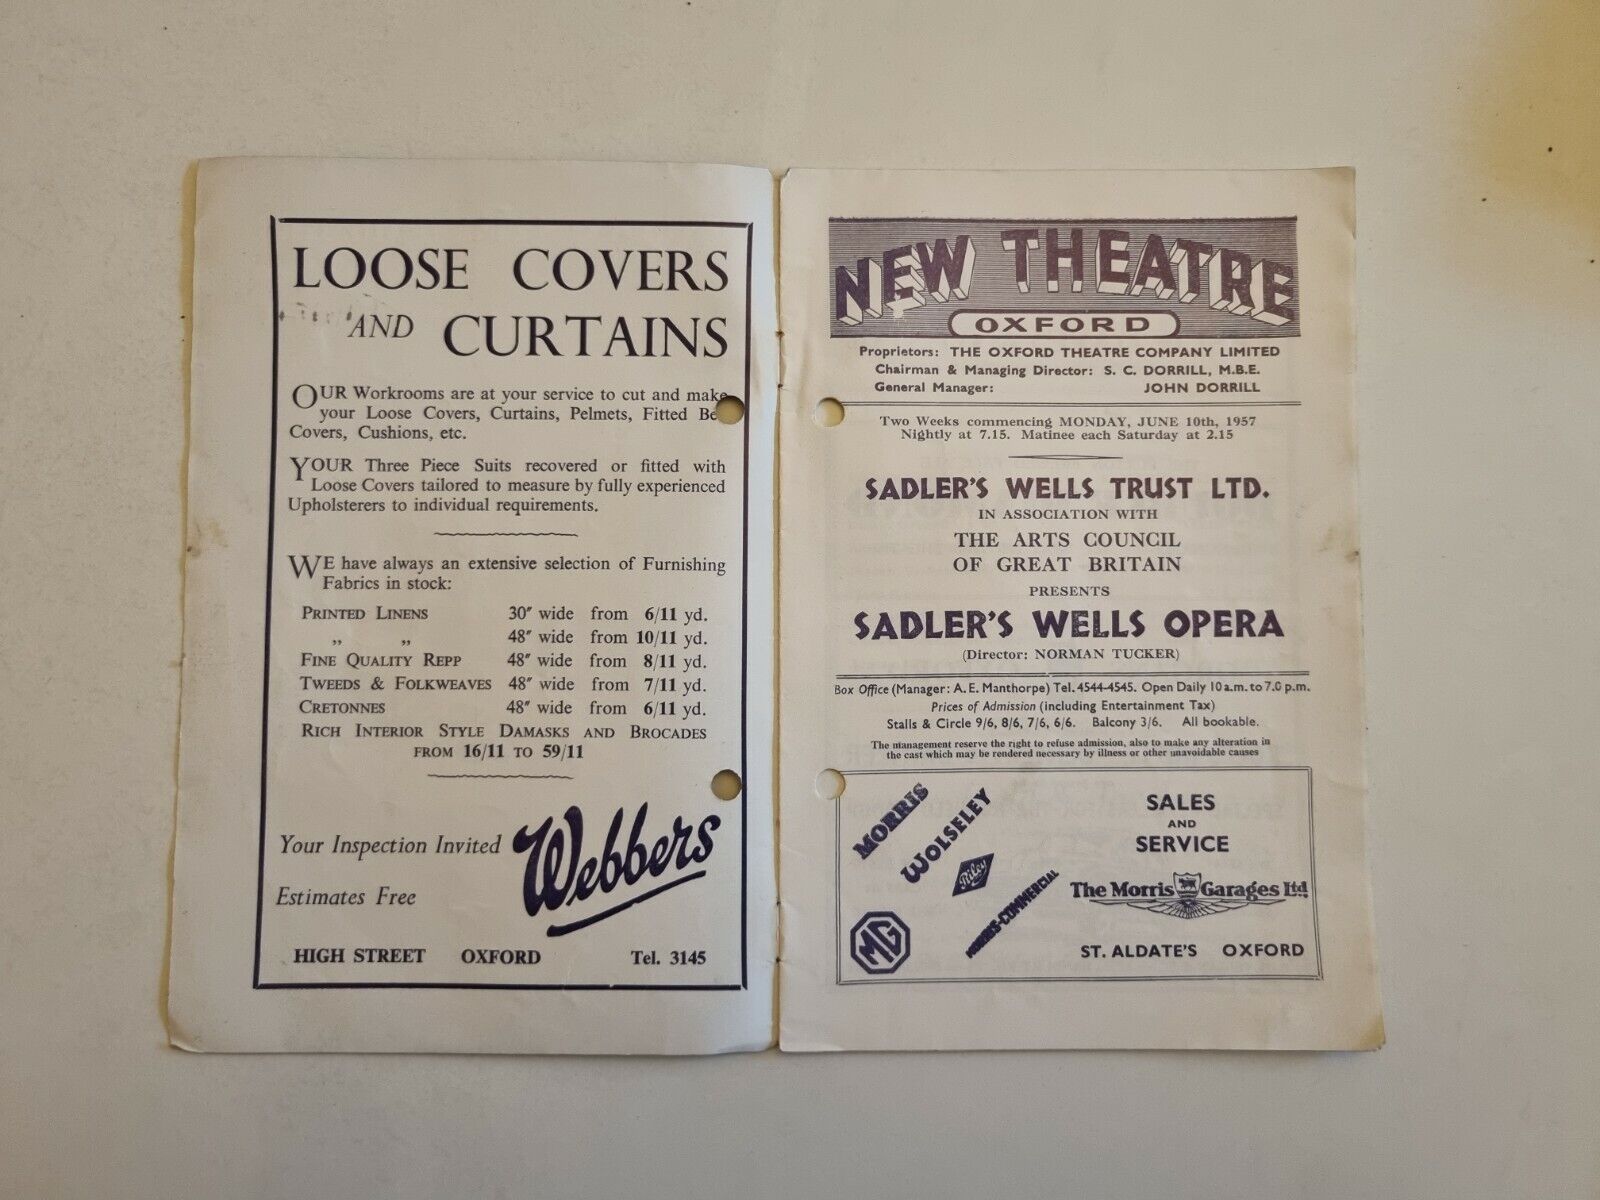 LOOSE COVERS
AND CURTAINS
OUR Workrooms are at your service to cut and make
your Loose Covers, Curtains, Pelmets, Fitted
Covers, Cushions, etc.
YOUR Three Piece Suits recovered or fitted with
Loose Covers tailored to measure by fully experienced
Upholsterers to individual requirements.
WE have always an extensive selection of Furnishing
Fabrics in stock:
PRINTED LINENS 30″ wide from 6/11 yd.
„ „ 48″ wide from 10/11 yd.
FINE QUALITY REPP 48″ wide from 8/11 yd.
TWEEDS & FOLKWEAVES 48″ wide from 7/11 yd.
CRETONNES 48″ wide from 6/11 yd.
RICH INTERIOR STYLE DAMASKS AND BROCADES
FROM 16/11 TO 59/11
Your Inspection Invited
Estimates Free
Webbers
HIGH STREET OXFORD Tel. 3145
NEW THEATRE
OXFORD
Proprietors: THE OXFORD THEATRE COMPANY LIMITED
Chairman & Managing Director: S. C. DORRILL, M.B.E.
General Manager: JOHN DORRILL
Two Weeks commencing MONDAY, JUNE 10th, 1957
Nightly at 7.15. Matinee each Saturday at 2.15
SADLER'S WELLS TRUST LTD.
IN ASSOCIATION WITH
THE ARTS COUNCIL
OF GREAT BRITAIN
PRESENTS
SADLER'S WELLS OPERA
(Director: NORMAN TUCKER)
Box Office (Manager: A. E. Manthorpe) Tel. 4544-4545. Open Daily 10 a.m. to 7.0 p.m.
Prices of Admission (including Entertainment Tax)
Stalls & Circle 9/6, 8/6, 7/6, 6/6. Balcony 3/6. All bookable.
The management reserve the right to refuse admission, also to make any alteration in
the cast which may be rendered necessary by illness or other unavoidable causes
MORRIS
WOLSELEY
Riley
MORRIS-COMMERCIAL
MG
SALES
AND
SERVICE
The Morris Garages Ltd.
ST. ALDATE'S OXFORD